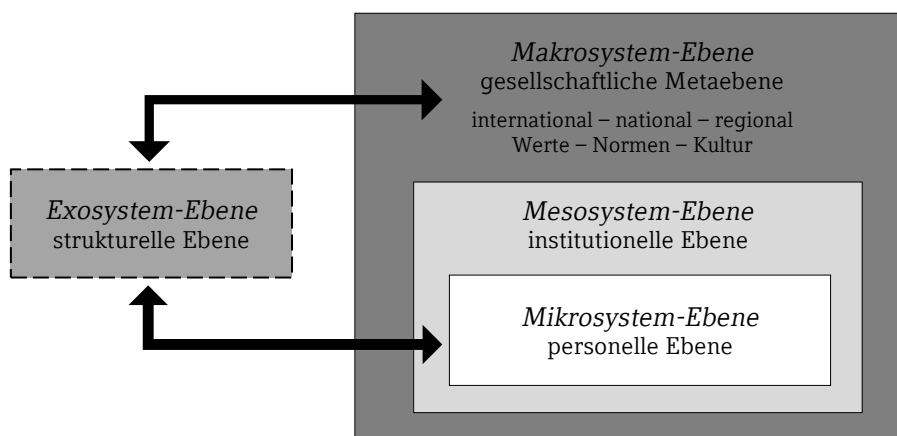 Makrosystem-Ebene
gesellschaftliche Metaebene
international – national – regional
Werte – Normen – Kultur
Exosystem-Ebene
strukturelle Ebene
Mesosystem-Ebene
institutionelle Ebene
Mikrosystem-Ebene
personelle Ebene